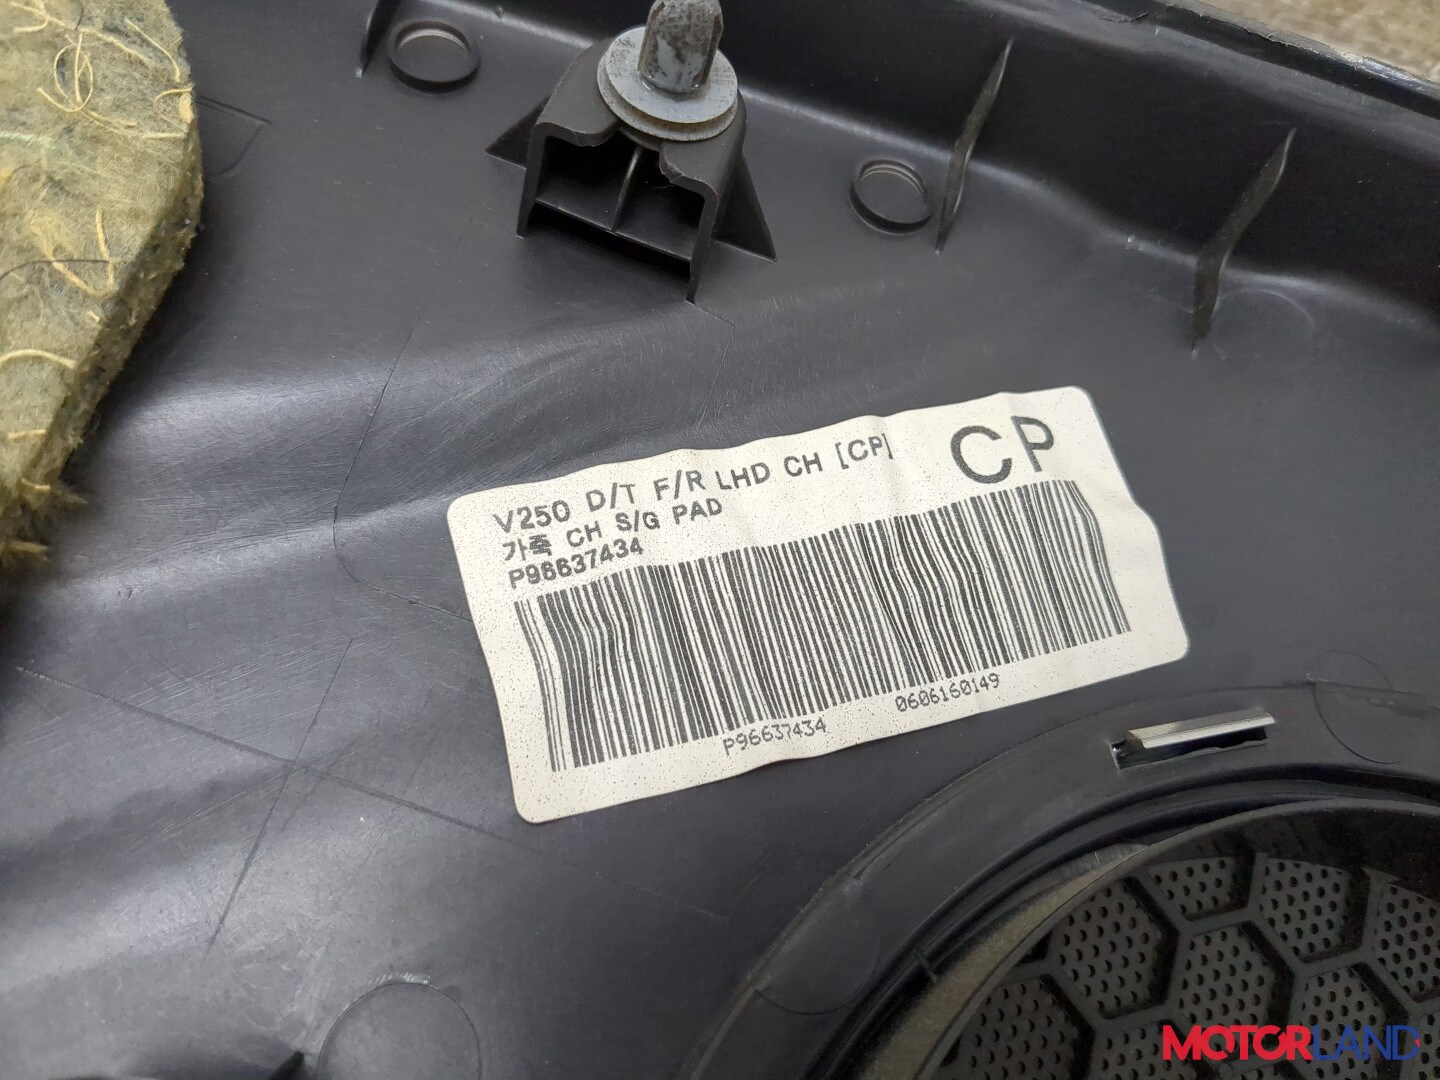 V250 D/T F/R LHD CH [CP]
CP
가죽 CH S/G PAD
P96637434
P96637434
0606160149
MOTORLAND